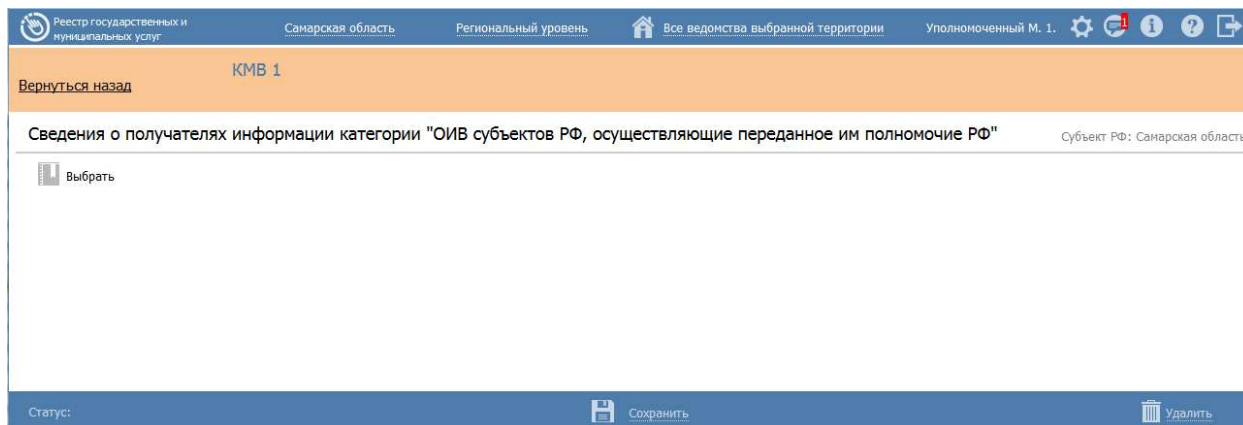 Реестр государственных и
муниципальных услуг
Самарская область
Региональный уровень
Все ведомства выбранной территории
Уполномоченный М. 1.
1
КМВ 1
Вернуться назад
Сведения о получателях информации категории "ОИВ субъектов РФ, осуществляющие переданное им полномочие РФ"
Субъект РФ: Самарская область
Выбрать
Статус:
Сохранить
Удалить